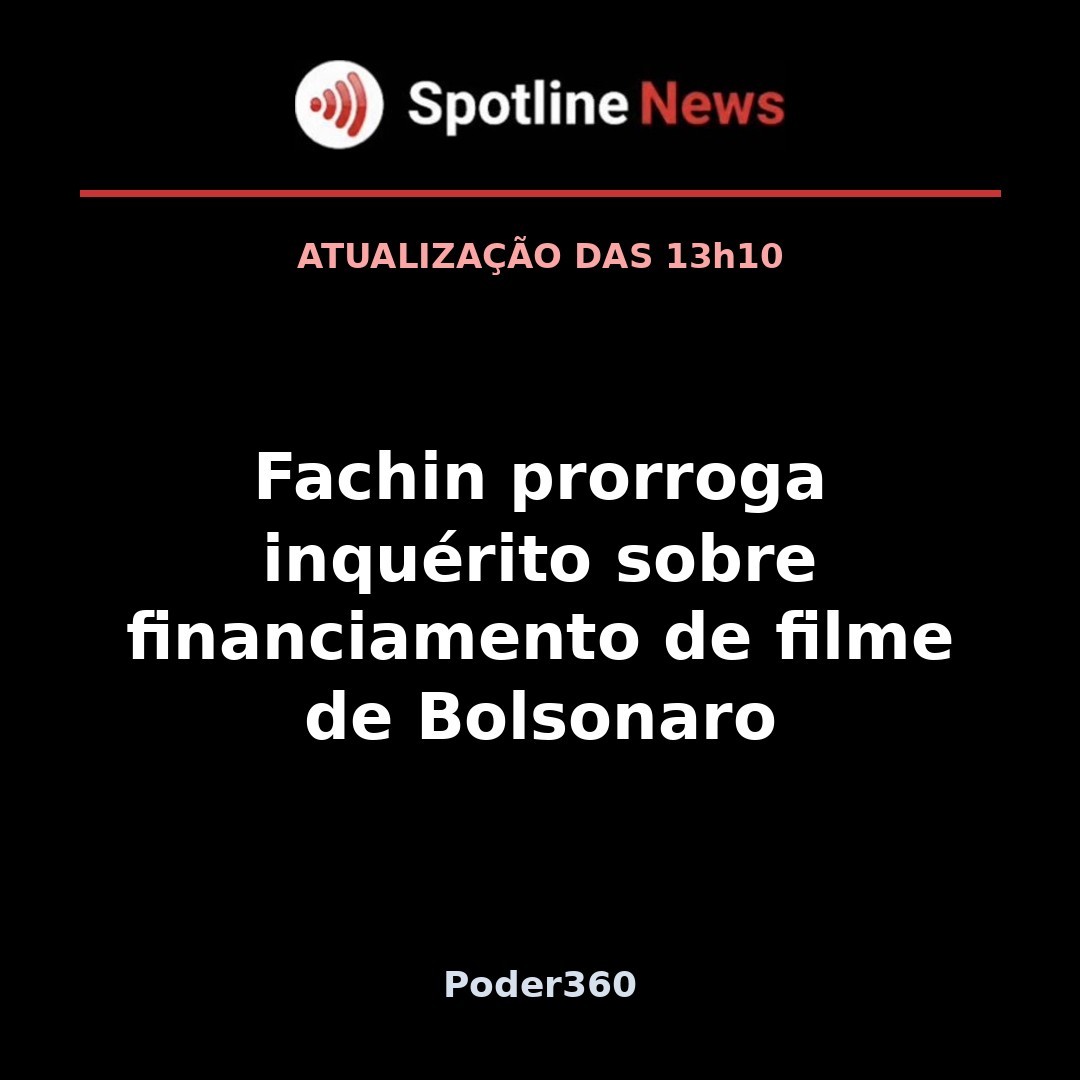 Spotline News
ATUALIZAÇÃO DAS 13h10
Fachin prorroga
inquérito sobre
financiamento de filme
de Bolsonaro
Poder360